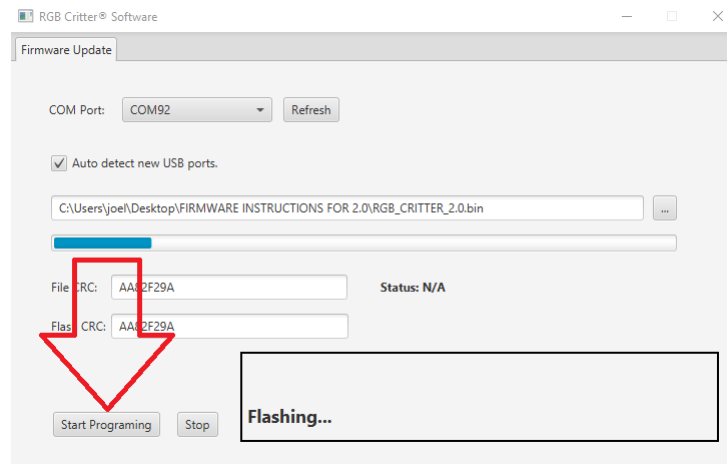 RGB Critter® Software
Firmware Update
COM Port: COM92 Refresh
Auto detect new USB ports.
C:\Users\joel\Desktop\FIRMWARE INSTRUCTIONS FOR 2.0\RGB_CRITTER_2.0.bin ...
File CRC: AA82F29A Status: N/A
Flash CRC: AA82F29A
Start Programing Stop Flashing...